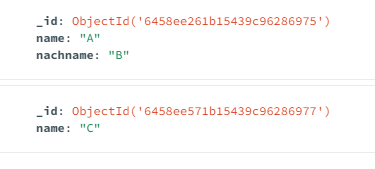 _id: ObjectId('6458ee261b15439c96286975')
name: "A"
nachname: "B"
_id: ObjectId('6458ee571b15439c96286977')
name: "C"